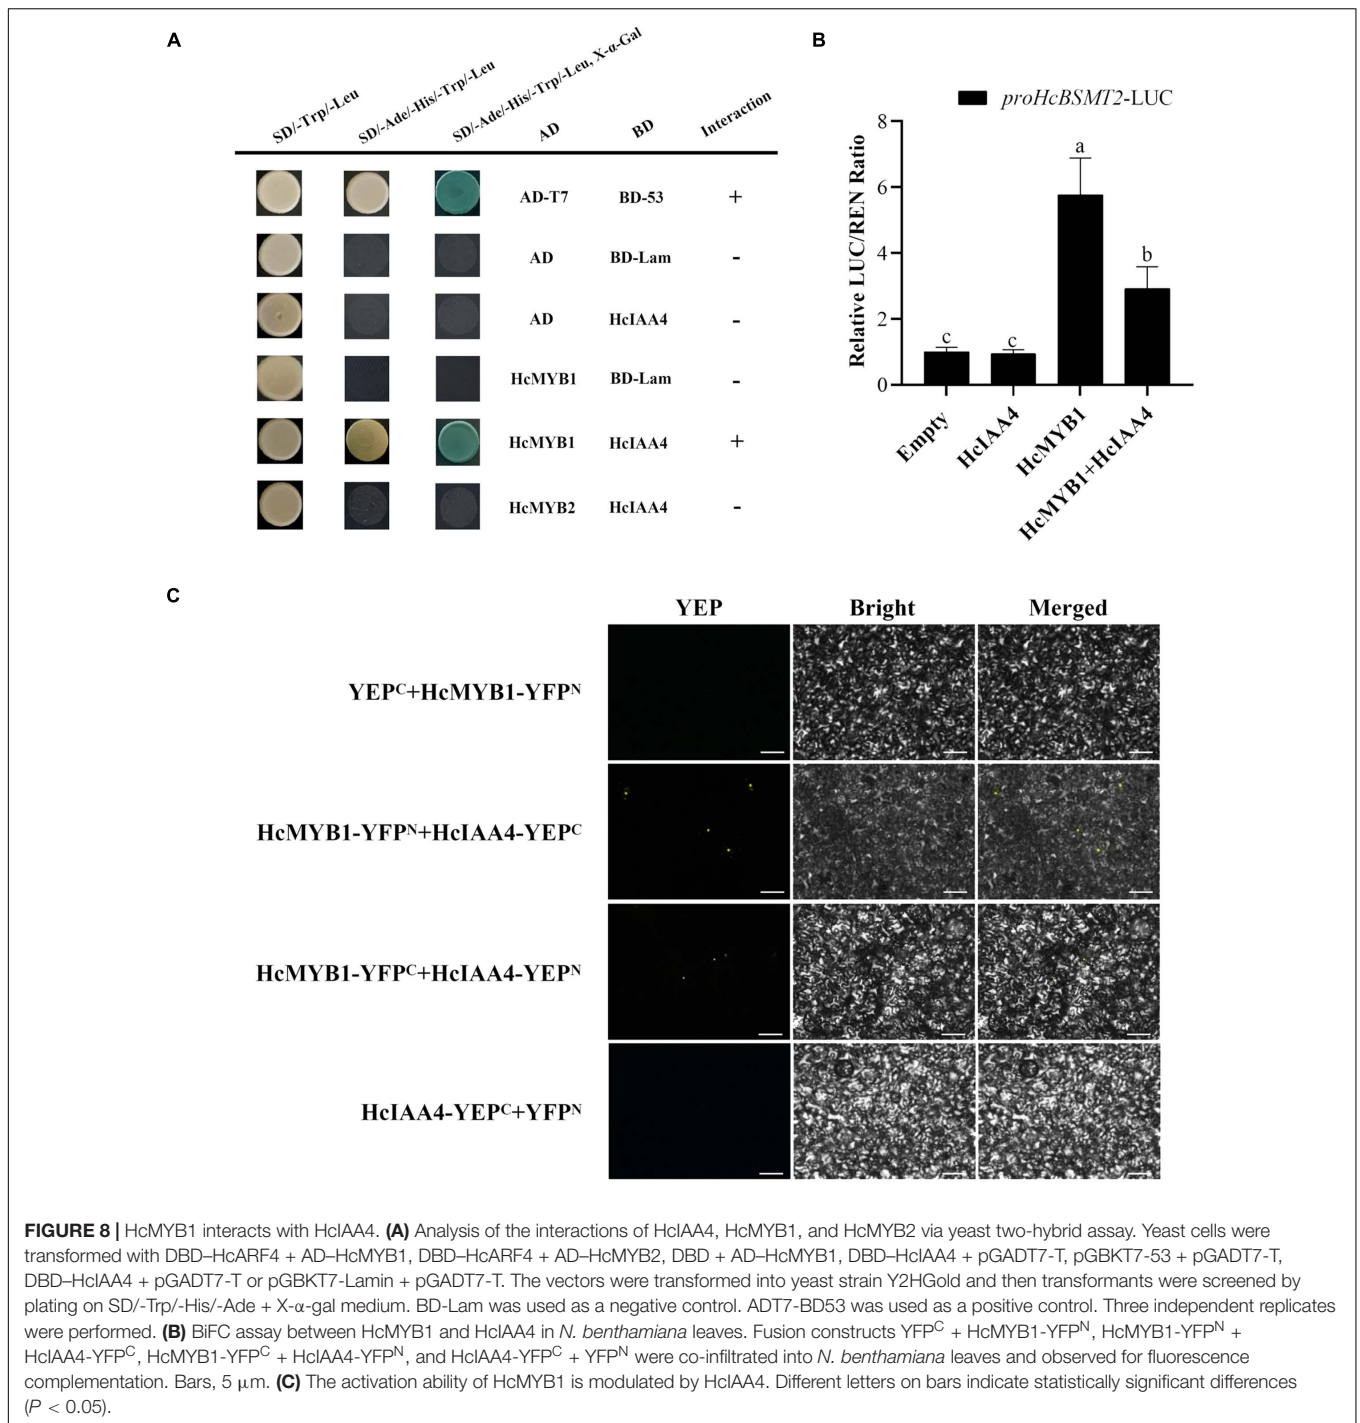 A
SD/-Trp/-Leu
SD/-Ade/-His/-Trp/-Leu
SD/-Ade/-His/-Trp/-Leu, X-α-Gal
AD
BD
Interaction
AD-T7 BD-53 +
AD BD-Lam -
AD HcIAA4 -
HcMYB1 BD-Lam -
HcMYB1 HcIAA4 +
HcMYB2 HcIAA4 -
B
proHcBSMT2-LUC
Relative LUC/REN Ratio
8
6
4
2
0
c
c
a
b
Empty
HcIAA4
HcMYB1
HcMYB1+HcIAA4
C
YEP Bright Merged
YEPᶜ+HcMYB1-YFPᴺ
HcMYB1-YFPᴺ+HcIAA4-YEPᶜ
HcMYB1-YFPᶜ+HcIAA4-YEPᴺ
HcIAA4-YEPᶜ+YFPᴺ
FIGURE 8 | HcMYB1 interacts with HcIAA4. (A) Analysis of the interactions of HcIAA4, HcMYB1, and HcMYB2 via yeast two-hybrid assay. Yeast cells were
transformed with DBD–HcARF4 + AD–HcMYB1, DBD–HcARF4 + AD–HcMYB2, DBD + AD–HcMYB1, DBD–HcIAA4 + pGADT7-T, pGBKT7-53 + pGADT7-T,
DBD–HcIAA4 + pGADT7-T or pGBKT7-Lamin + pGADT7-T. The vectors were transformed into yeast strain Y2HGold and then transformants were screened by
plating on SD/-Trp/-His/-Ade + X-α-gal medium. BD-Lam was used as a negative control. ADT7-BD53 was used as a positive control. Three independent replicates
were performed. (B) BiFC assay between HcMYB1 and HcIAA4 in N. benthamiana leaves. Fusion constructs YFPᶜ + HcMYB1-YFPᴺ, HcMYB1-YFPᴺ +
HcIAA4-YFPᶜ, HcMYB1-YFPᶜ + HcIAA4-YFPᴺ, and HcIAA4-YFPᶜ + YFPᴺ were co-infiltrated into N. benthamiana leaves and observed for fluorescence
complementation. Bars, 5 μm. (C) The activation ability of HcMYB1 is modulated by HcIAA4. Different letters on bars indicate statistically significant differences
(P < 0.05).